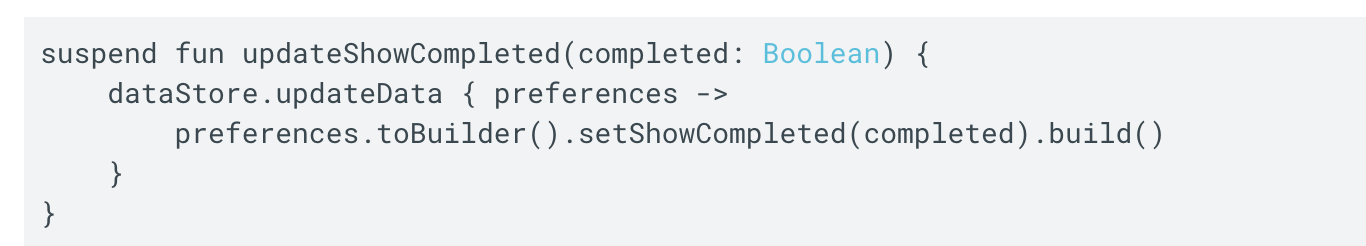 suspend fun updateShowCompleted(completed: Boolean) {
    dataStore.updateData { preferences ->
        preferences.toBuilder().setShowCompleted(completed).build()
    }
}